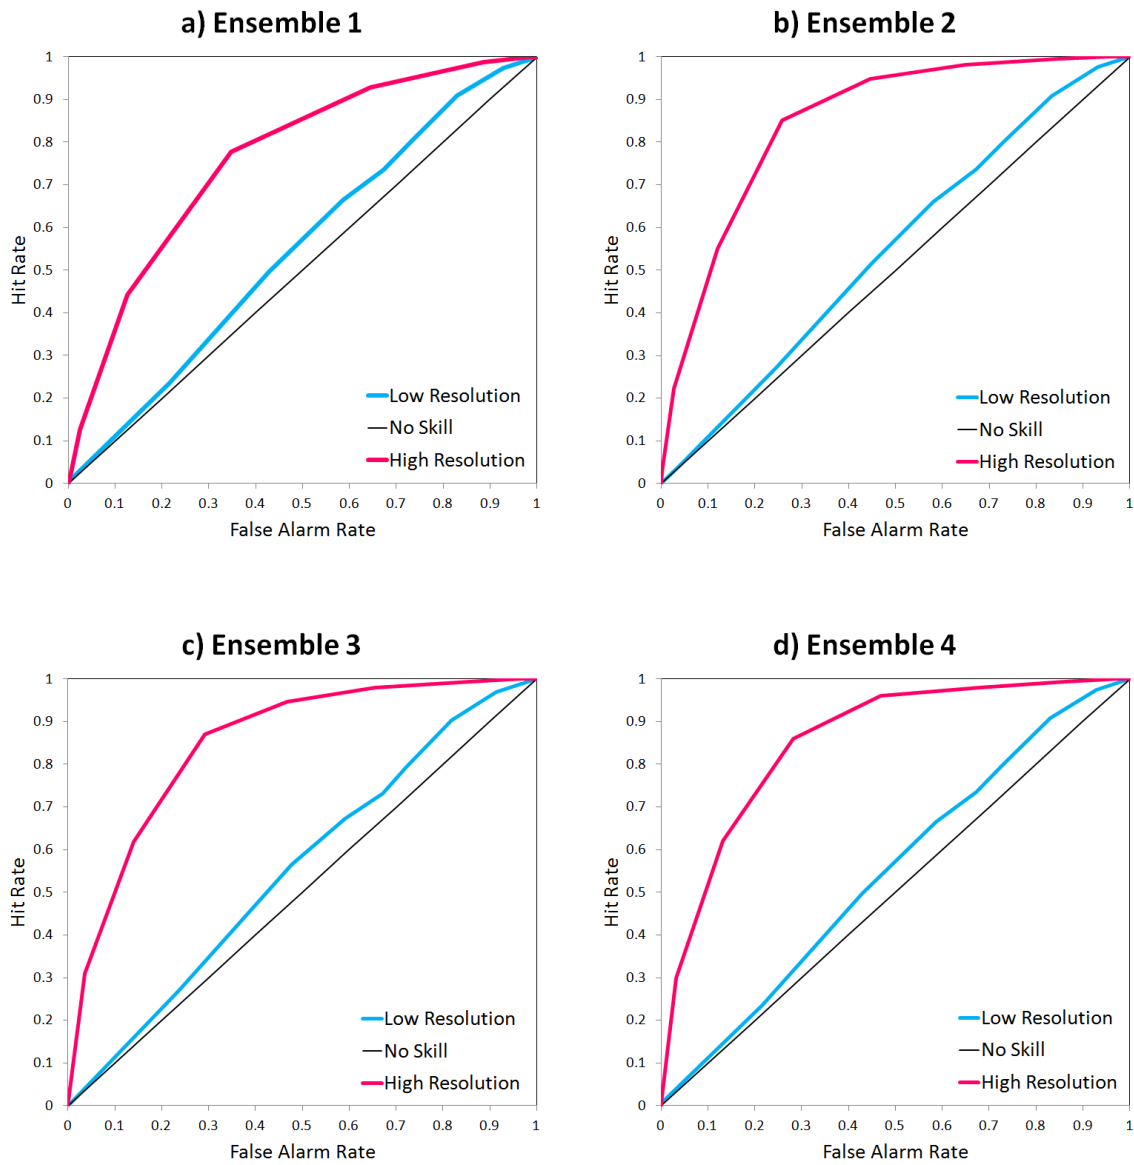 a) Ensemble 1
1
0.9
0.8
0.7
0.6
0.5
0.4
0.3
0.2
0.1
0
Hit Rate
Low Resolution
No Skill
High Resolution
0 0.1 0.2 0.3 0.4 0.5 0.6 0.7 0.8 0.9 1
False Alarm Rate
b) Ensemble 2
1
0.9
0.8
0.7
0.6
0.5
0.4
0.3
0.2
0.1
0
Hit Rate
Low Resolution
No Skill
High Resolution
0 0.1 0.2 0.3 0.4 0.5 0.6 0.7 0.8 0.9 1
False Alarm Rate
c) Ensemble 3
1
0.9
0.8
0.7
0.6
0.5
0.4
0.3
0.2
0.1
0
Hit Rate
Low Resolution
No Skill
High Resolution
0 0.1 0.2 0.3 0.4 0.5 0.6 0.7 0.8 0.9 1
False Alarm Rate
d) Ensemble 4
1
0.9
0.8
0.7
0.6
0.5
0.4
0.3
0.2
0.1
0
Hit Rate
Low Resolution
No Skill
High Resolution
0 0.1 0.2 0.3 0.4 0.5 0.6 0.7 0.8 0.9 1
False Alarm Rate